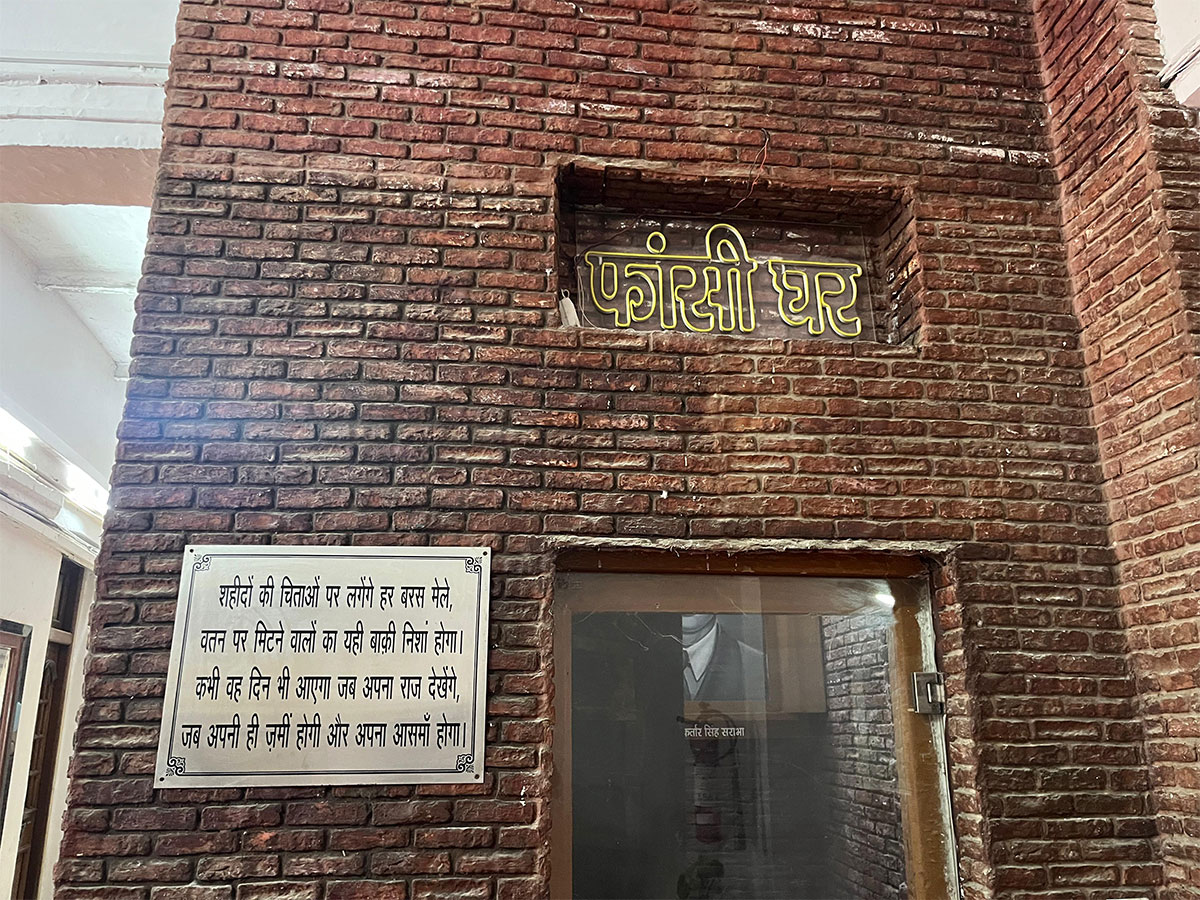 फांसी घर
शहीदों की चिताओं पर लगेंगे हर बरस मेले,
वतन पर मिटने वालों का यही बाक़ी निशां होगा।
कभी वह दिन भी आएगा जब अपना राज देखेंगे,
जब अपनी ही ज़मीं होगी और अपना आसमाँ होगा।
कर्तार सिंह सराभा